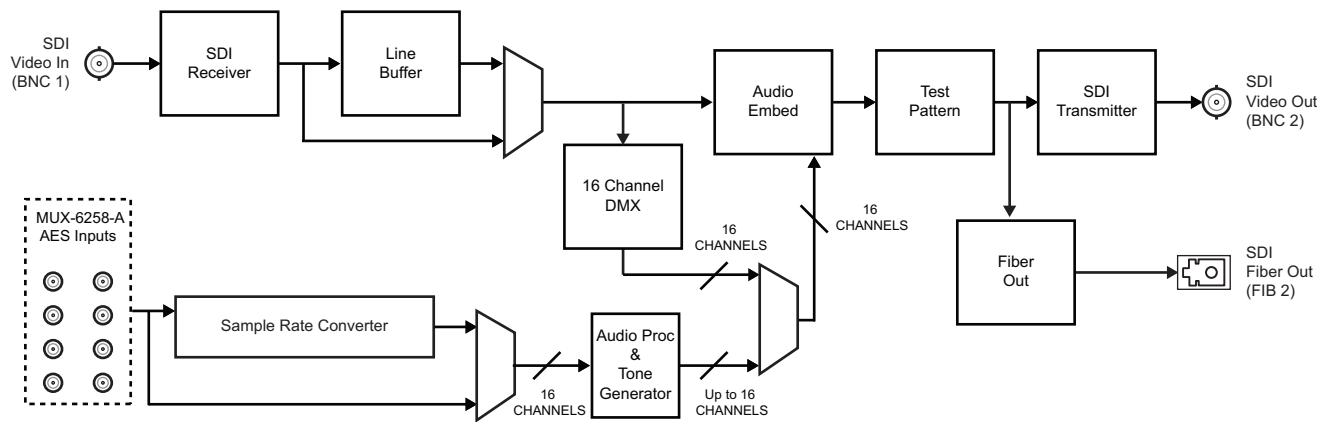 SDI
Video In
(BNC 1)
SDI
Receiver
Line
Buffer
Audio
Embed
Test
Pattern
SDI
Transmitter
SDI
Video Out
(BNC 2)
16 Channel
DMX
16
CHANNELS
16
CHANNELS
Fiber
Out
SDI
Fiber Out
(FIB 2)
MUX-6258-A
AES Inputs
Sample Rate Converter
16
CHANNELS
Audio Proc
&
Tone
Generator
Up to 16
CHANNELS